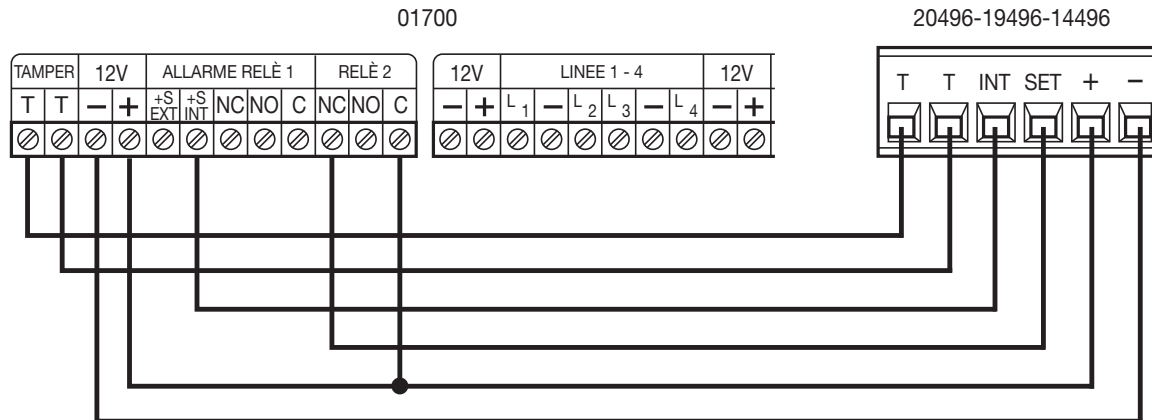 01700
20496-19496-14496
TAMPER 12V ALLARME RELÈ 1 RELÈ 2
T T − + +S EXT +S INT NC NO C NC NO C
12V LINEE 1 - 4 12V
− + L1 − L2 L3 − L4 − +
T T INT SET + −